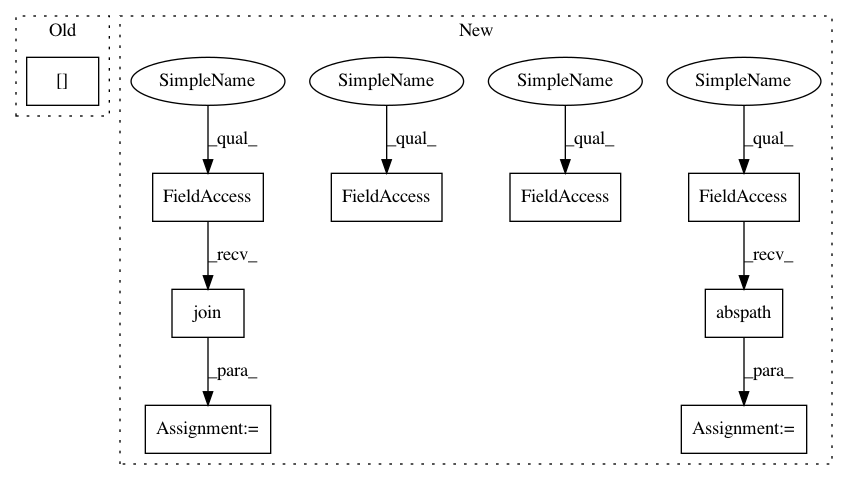 Old
New
[]
SimpleName
SimpleName
SimpleName
SimpleName
_qual_
_qual_
_qual_
_qual_
FieldAccess
FieldAccess
FieldAccess
FieldAccess
_recv_
_recv_
join
abspath
_para_
_para_
Assignment:=
Assignment:=